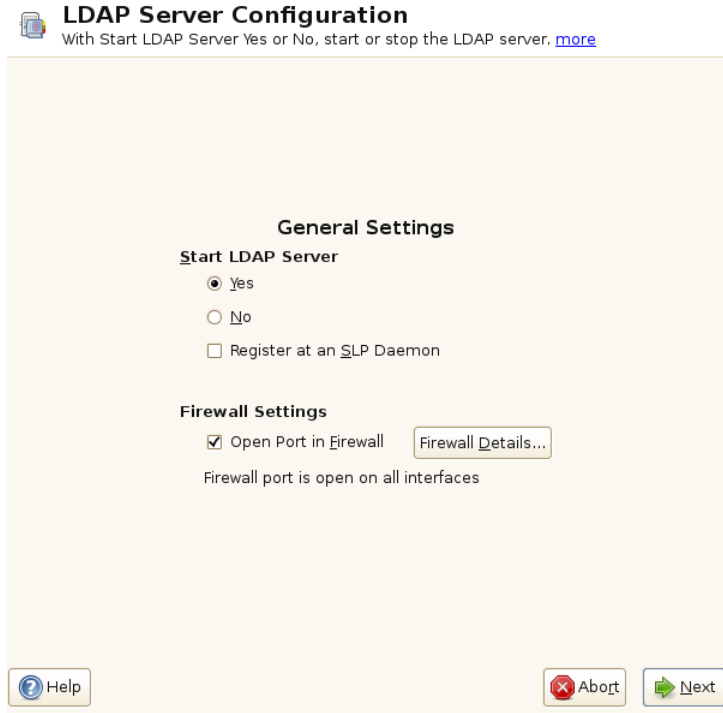 LDAP Server Configuration
With Start LDAP Server Yes or No, start or stop the LDAP server. more
General Settings
Start LDAP Server
Yes
No
Register at an SLP Daemon
Firewall Settings
Open Port in Firewall Firewall Details...
Firewall port is open on all interfaces
Help Abort Next